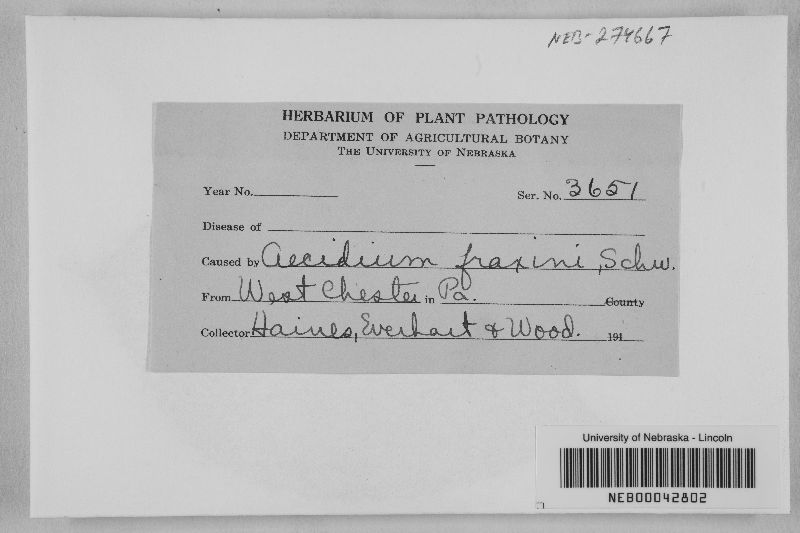 NEB-274667
HERBARIUM OF PLANT PATHOLOGY
DEPARTMENT OF AGRICULTURAL BOTANY
THE UNIVERSITY OF NEBRASKA
Year No. Ser. No. 3651
Disease of
Caused by Aecidium fraxini, Schw.
From West Chester in Pa. County
Collector Haines, Everhart & Wood. 191
University of Nebraska - Lincoln
NEB00042802